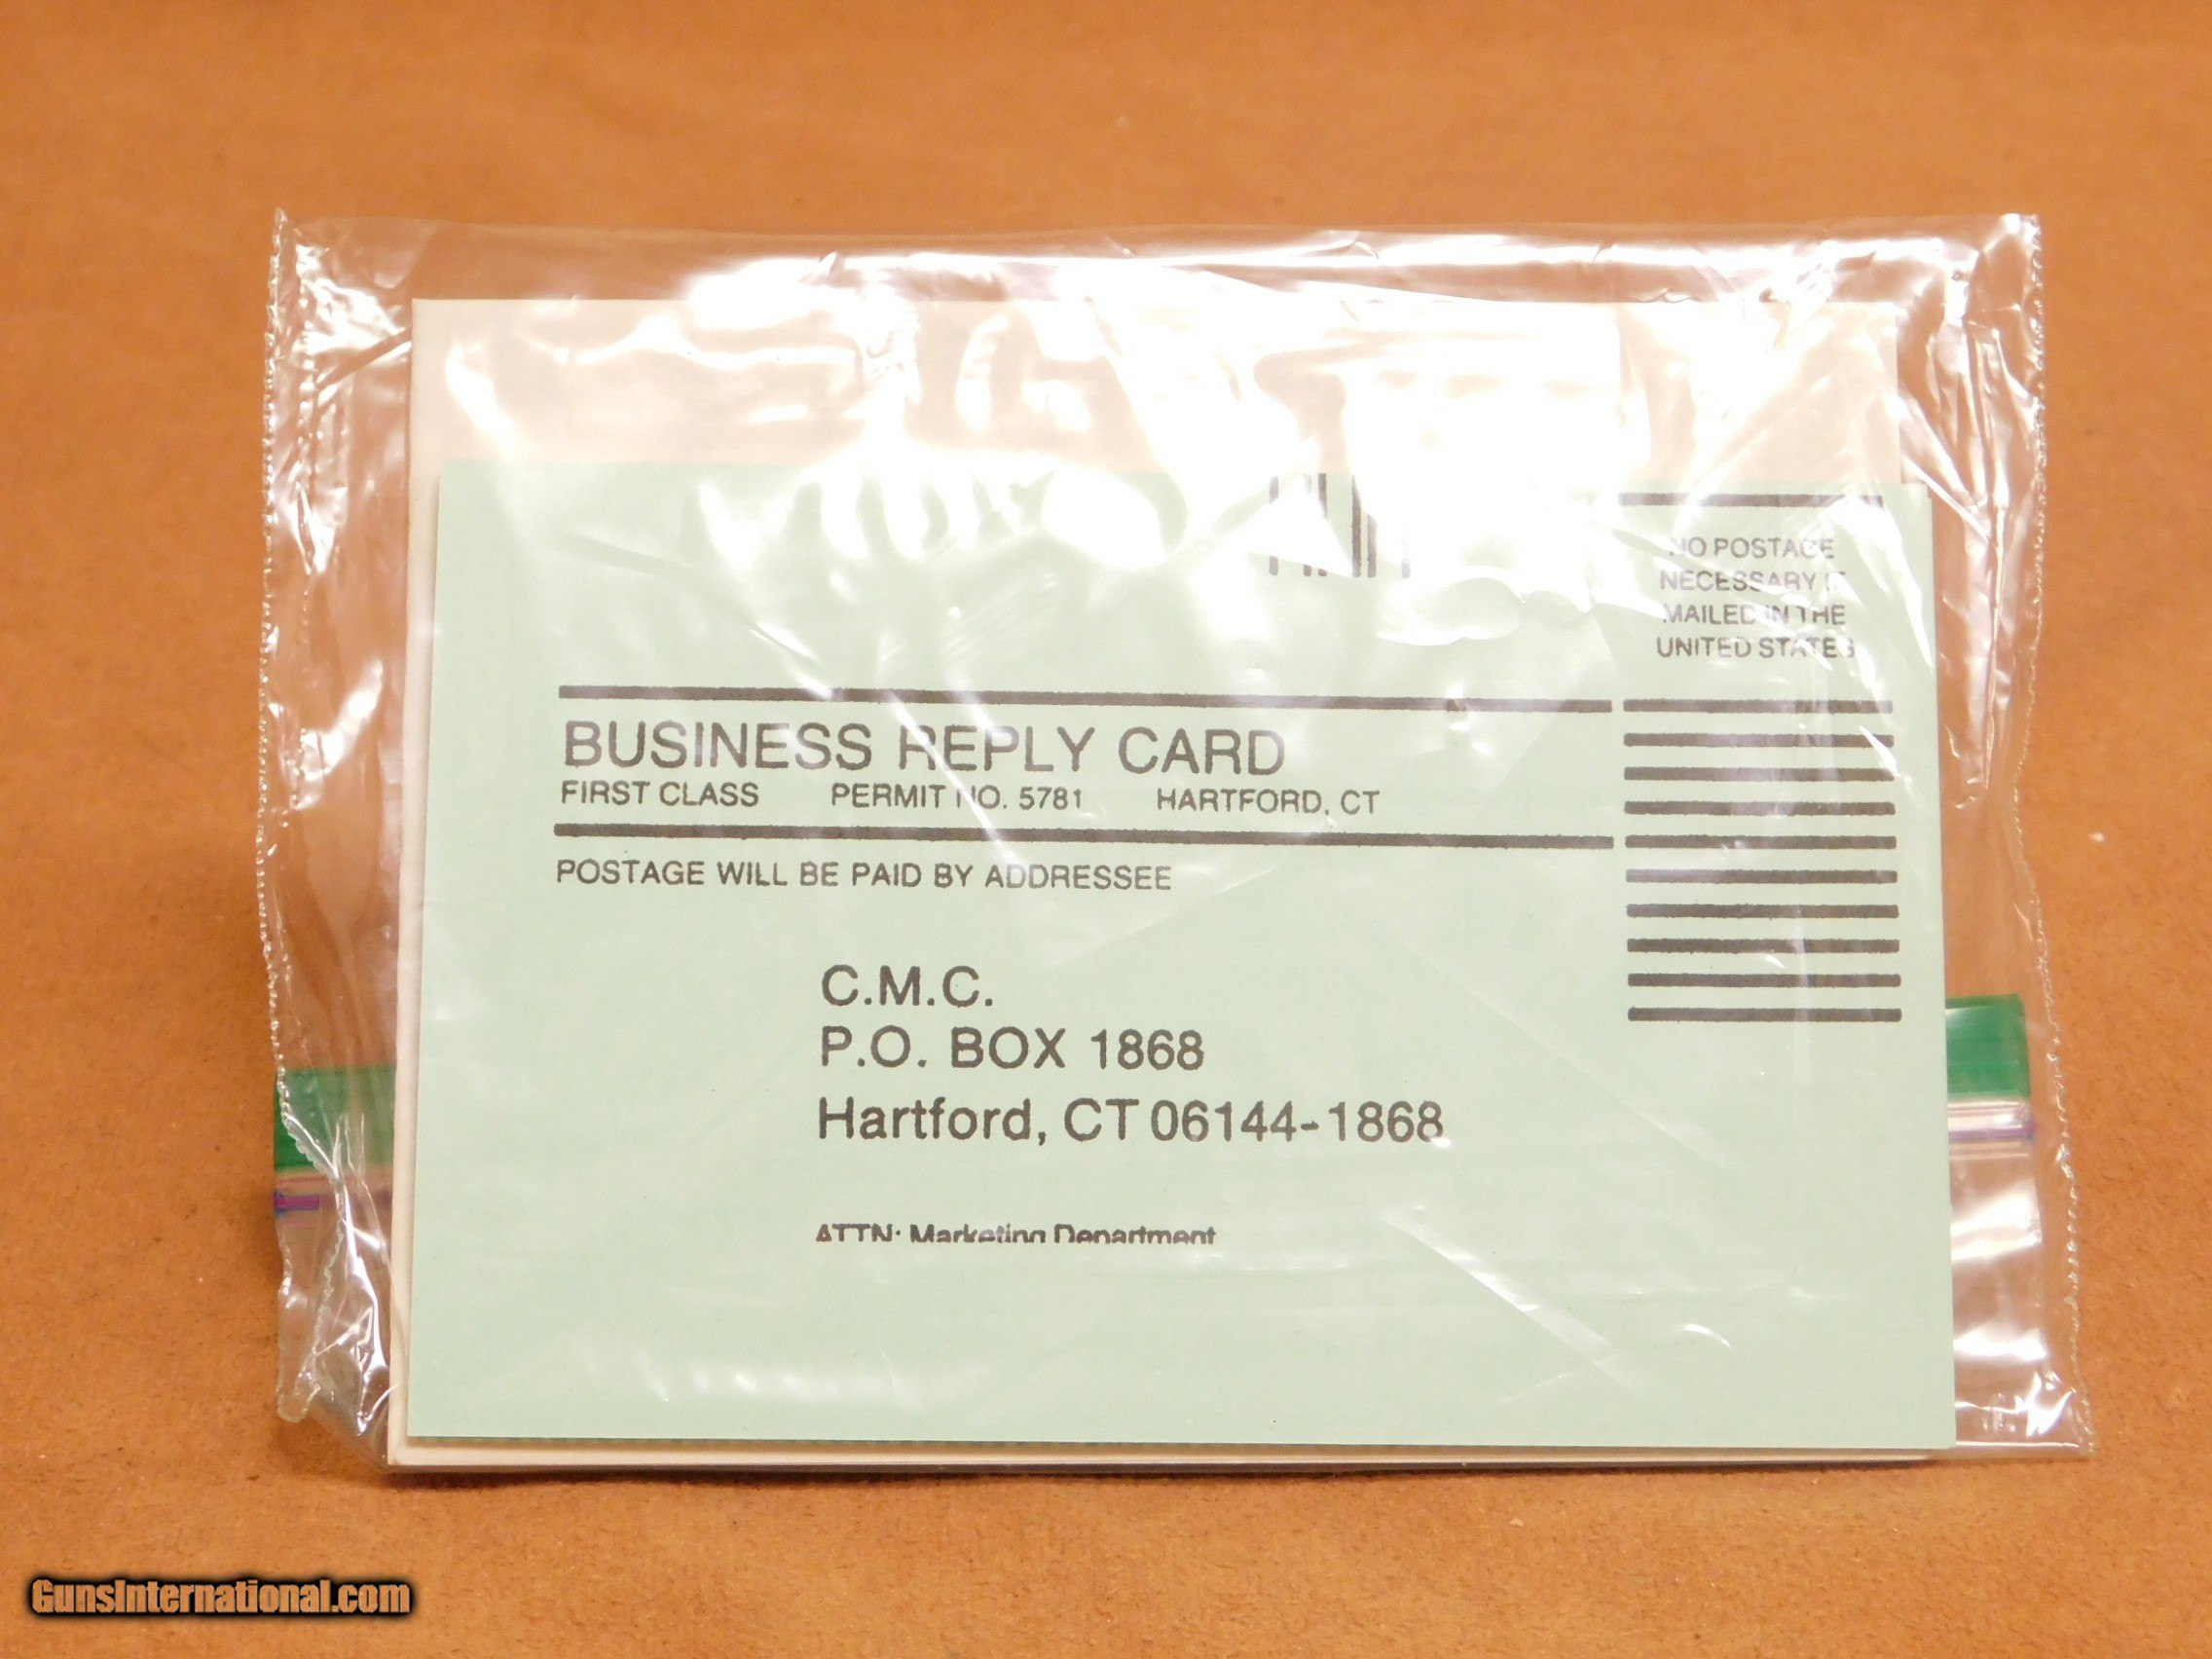 NO POSTAGE
NECESSARY IF
MAILED IN THE
UNITED STATES
BUSINESS REPLY CARD
FIRST CLASS PERMIT NO. 5781 HARTFORD, CT
POSTAGE WILL BE PAID BY ADDRESSEE
C.M.C.
P.O. BOX 1868
Hartford, CT 06144-1868
ATTN: Marketing Department
GunsInternational.com